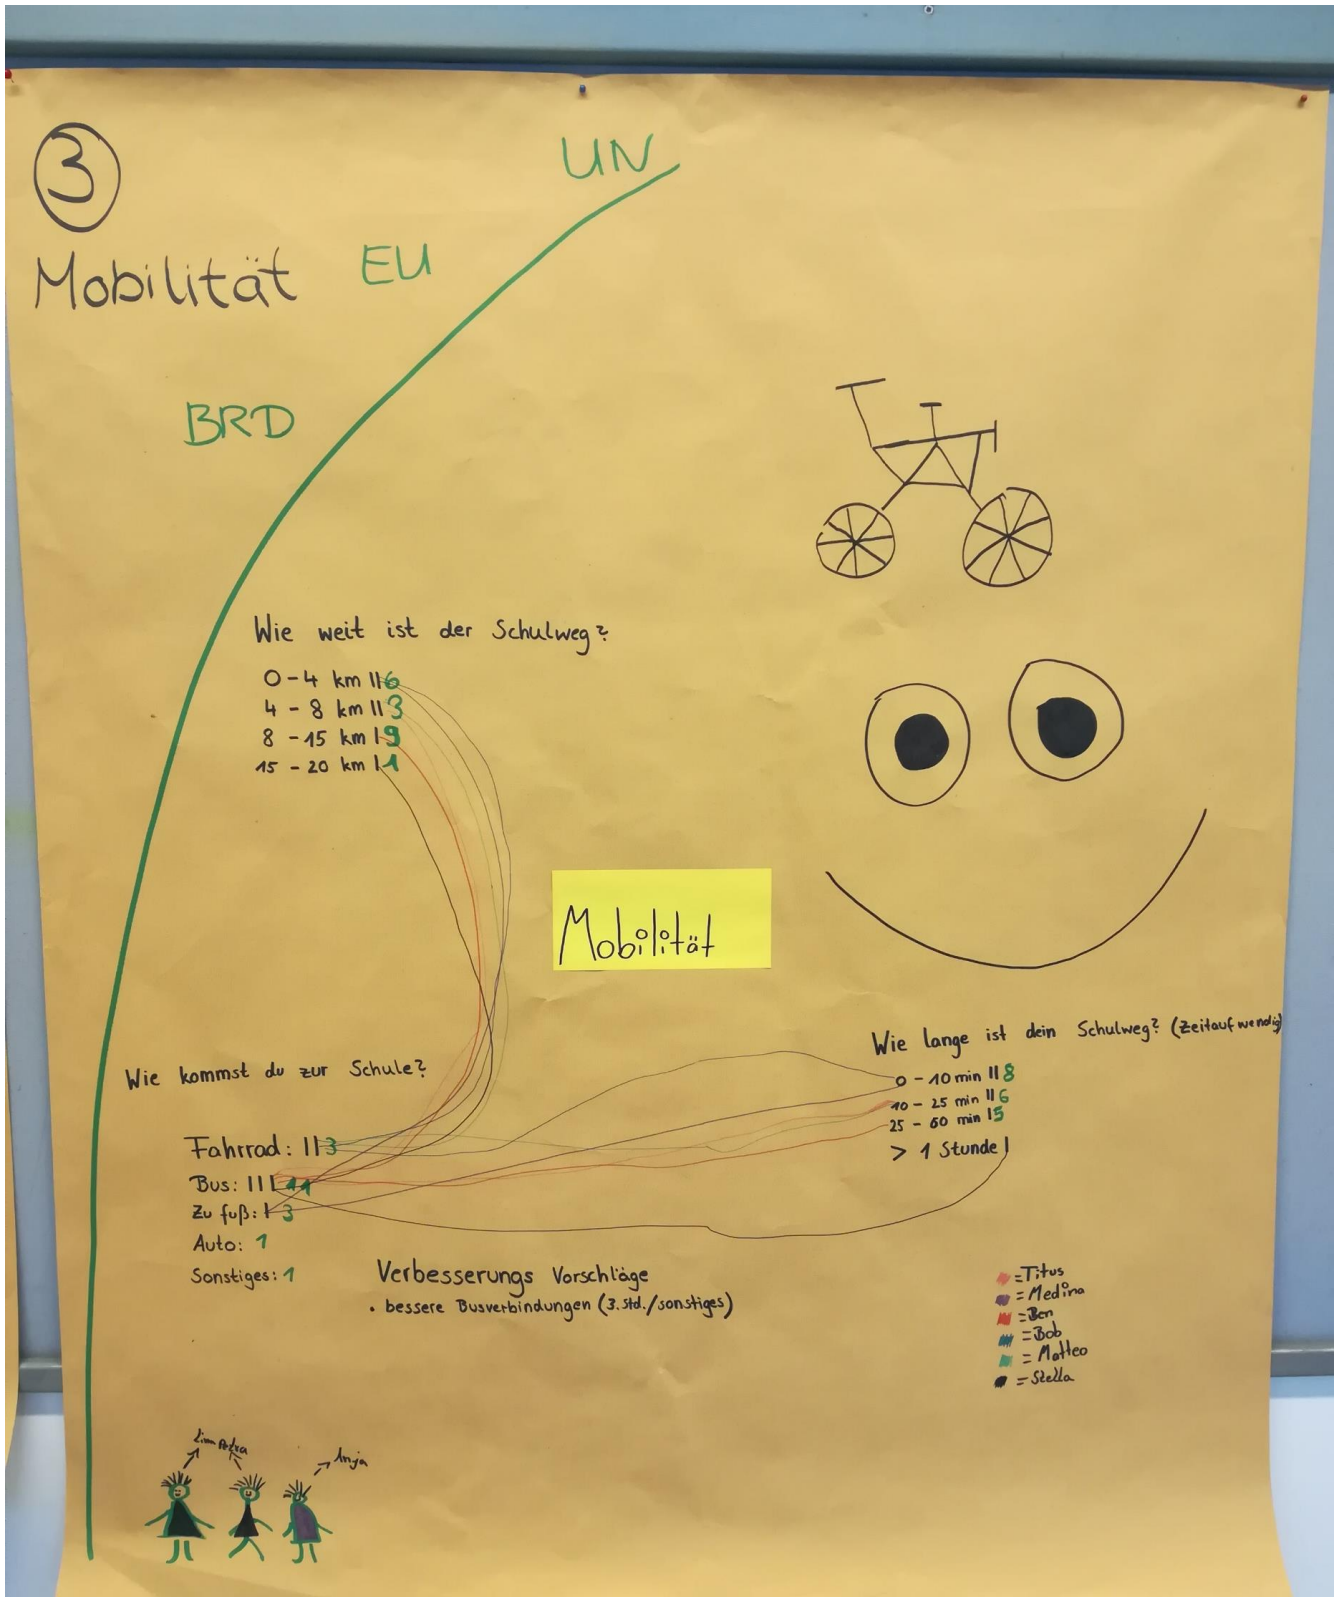 3
Mobilität
UN
EU
BRD
Wie weit ist der Schulweg?
0-4 km II 6
4 - 8 km II 3
8 - 15 km I 9
15 - 20 km I 1
Mobilität
Wie kommst du zur Schule?
Fahrrad: II 3
Bus: III 11
Zu fuß: I 3
Auto: 1
Sonstiges: 1
Wie lange ist dein Schulweg? (Zeitaufwendig)
0 - 10 min II 8
10 - 25 min II 6
25 - 60 min I 5
> 1 Stunde I
Verbesserungs Vorschläge
• bessere Busverbindungen (3.std./sonstiges)
=Titus
=Medina
=Ben
=Bob
=Matteo
=Stella
Anja